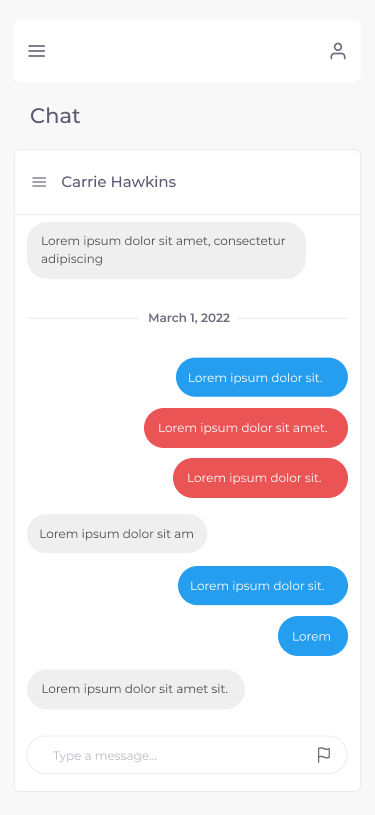 Chat
Carrie Hawkins
Lorem ipsum dolor sit amet, consectetur
adipiscing
March 1, 2022
Lorem ipsum dolor sit.
Lorem ipsum dolor sit amet.
Lorem ipsum dolor sit.
Lorem ipsum dolor sit am
Lorem ipsum dolor sit.
Lorem
Lorem ipsum dolor sit amet sit.
Type a message...